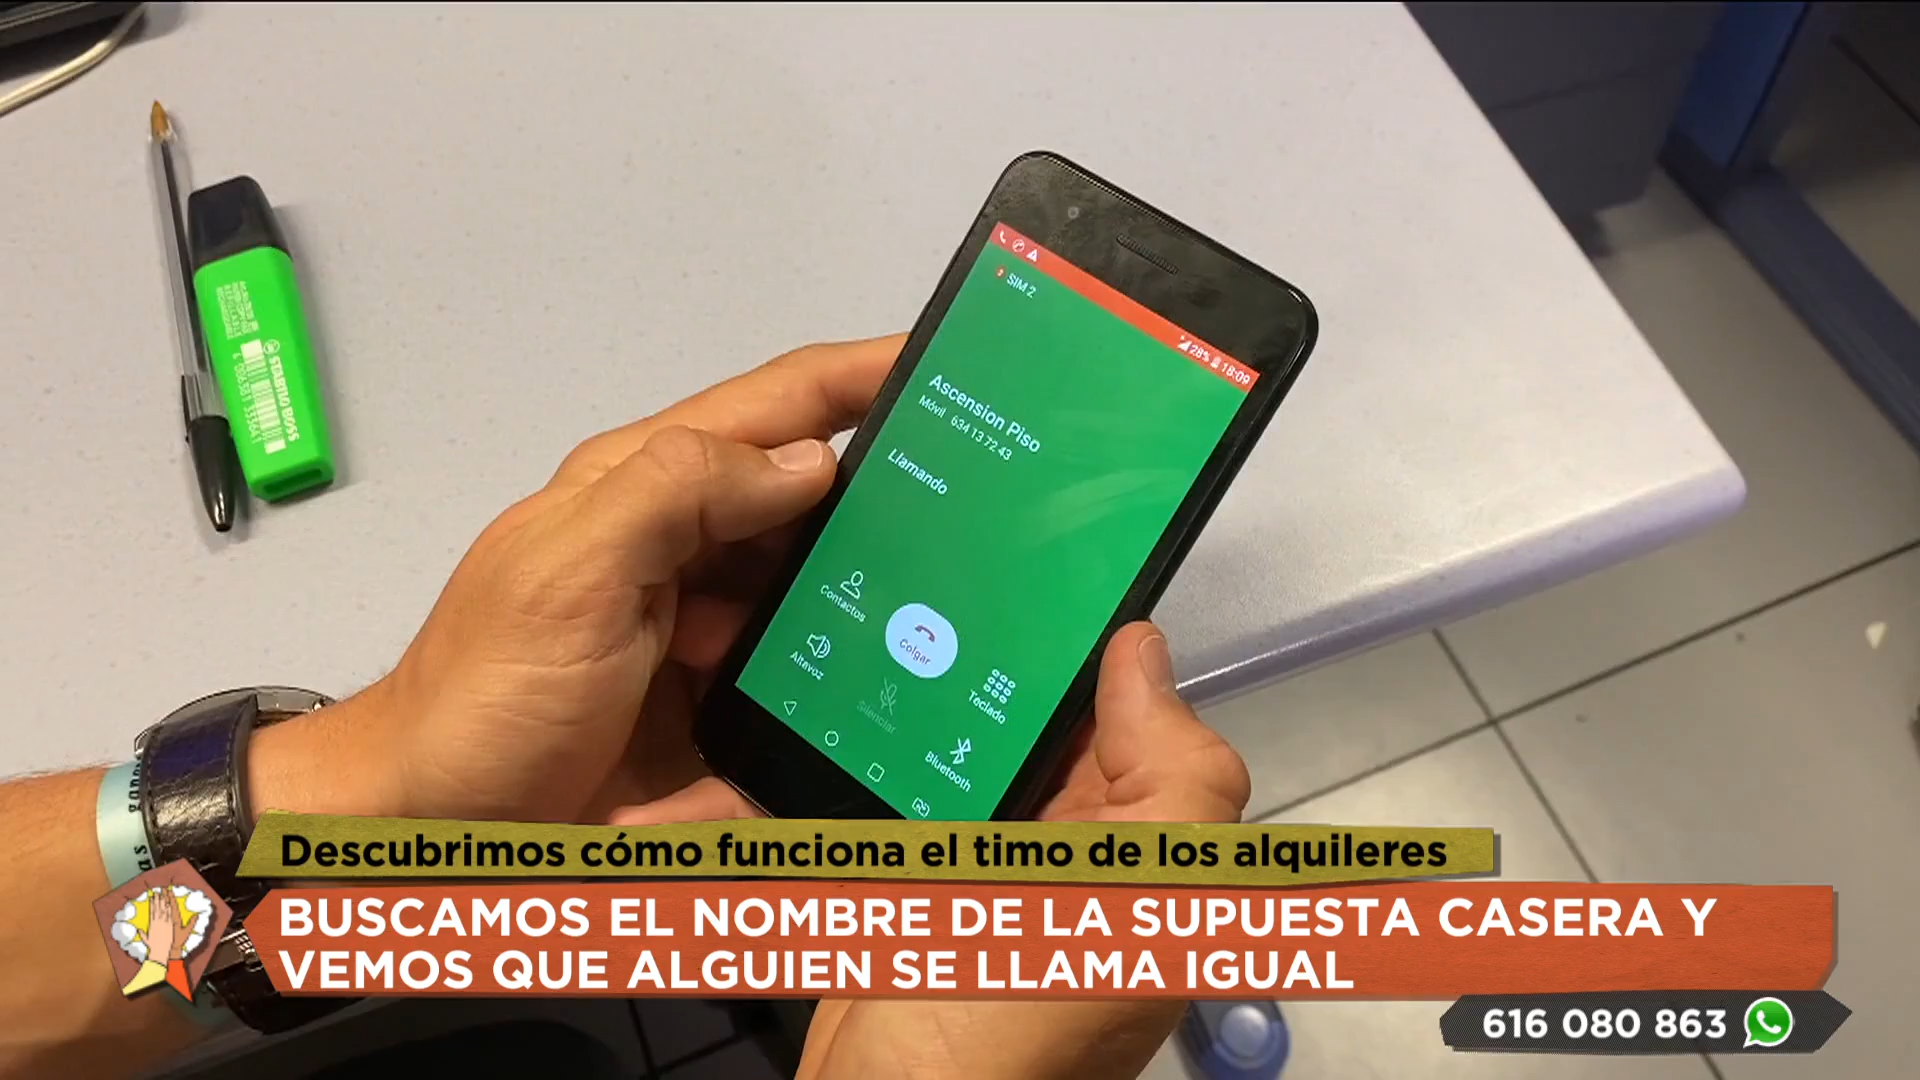 SIM 2
28% 18:09
Ascension Piso
Móvil 634 13 72 43
Llamando
Contactos
Colgar
Altavoz
Silenciar
Teclado
Bluetooth
STABILO BOSS
Descubrimos cómo funciona el timo de los alquileres
BUSCAMOS EL NOMBRE DE LA SUPUESTA CASERA Y
VEMOS QUE ALGUIEN SE LLAMA IGUAL
616 080 863